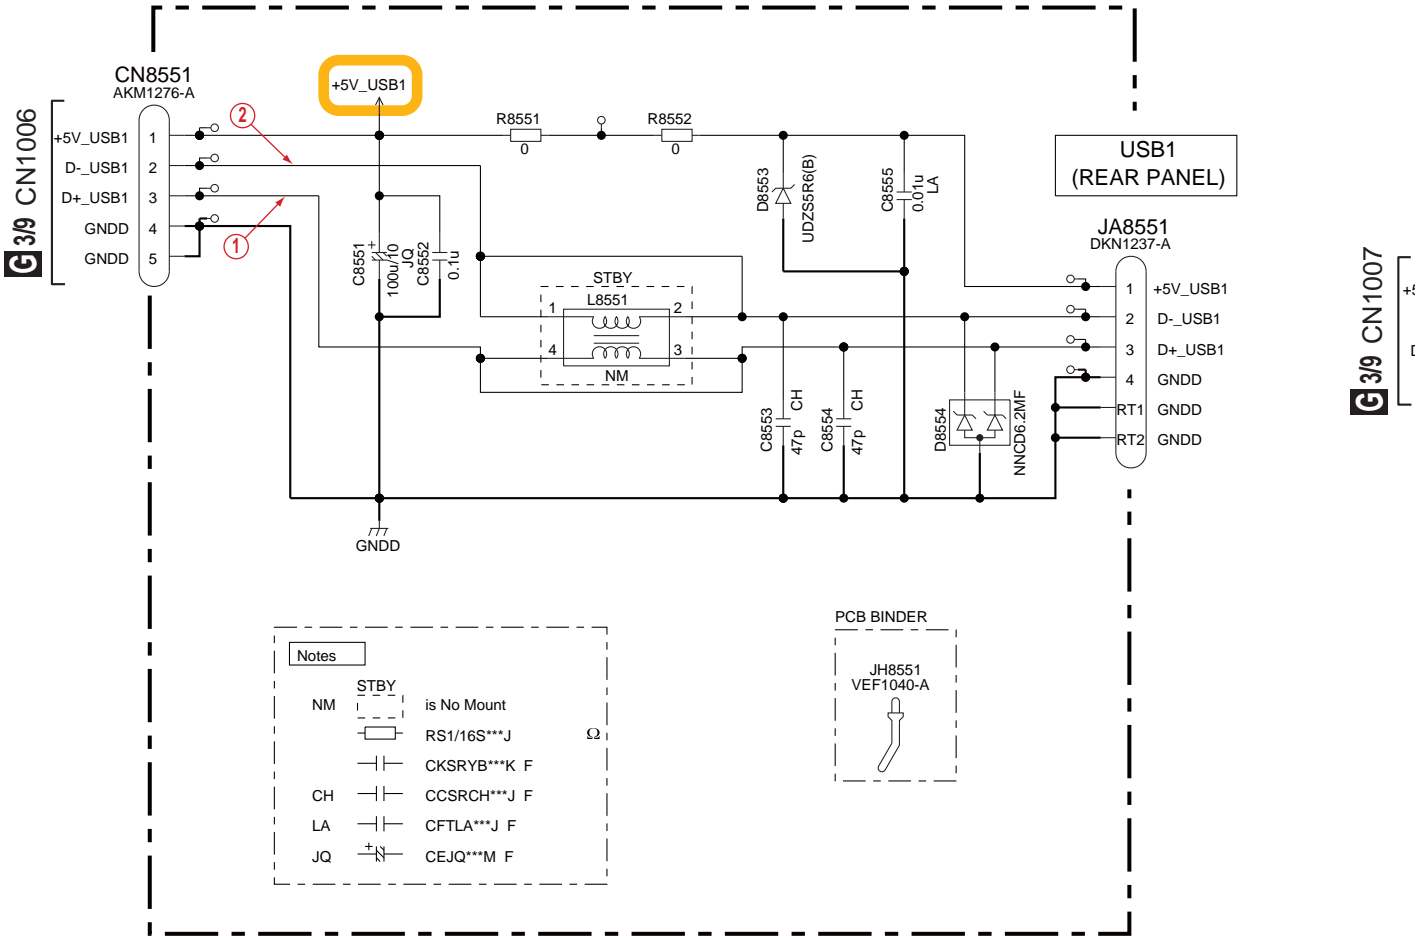 CN8551
AKM1276-A
+5V_USB1
G 3/9 CN1006
+5V_USB1 1
D-_USB1 2
D+_USB1 3
GNDD 4
GNDD 5
2
1
R8551
0
R8552
0
D8553
UDZS5R6(B)
C8555
0.01u
LA
USB1
(REAR PANEL)
JA8551
DKN1237-A
1 +5V_USB1
2 D-_USB1
3 D+_USB1
4 GNDD
RT1 GNDD
RT2 GNDD
C8551
+
100u/10
JQ
C8552
0.1u
STBY
L8551
1 2
4 3
NM
C8553
47p
CH
C8554
47p
CH
D8554
NNCD6.2MF
GNDD
G 3/9 CN1007
+5
D
Notes
STBY
NM is No Mount
RS1/16S***J Ω
CKSRYB***K F
CH CCSRCH***J F
LA CFTLA***J F
JQ + CEJQ***M F
PCB BINDER
JH8551
VEF1040-A